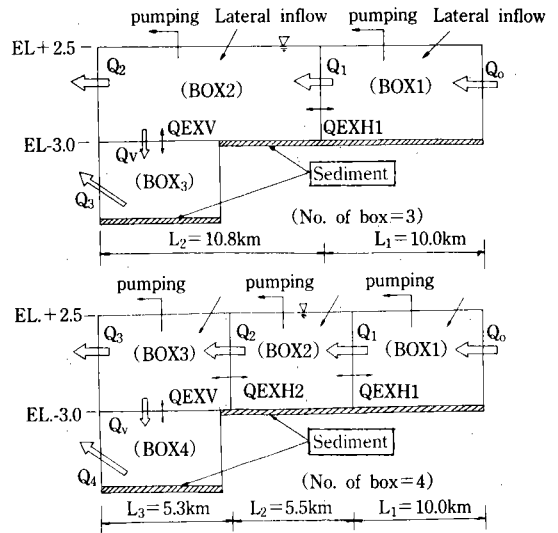 pumping Lateral inflow pumping Lateral inflow
EL+2.5
Q₂ (BOX2) Q₁ (BOX1) Q₀
QEXV QEXH1
EL-3.0
Qv
(BOX₃)
Q₃ Sediment
(No. of box=3)
L₂=10.8km L₁=10.0km
pumping pumping pumping
EL.+2.5
Q₃ Q₂ Q₁ Q₀
(BOX3) (BOX2) (BOX1)
QEXV QEXH2 QEXH1
EL.-3.0
Qv
(BOX4) Sediment
Q₄ (No. of box=4)
L₃=5.3km L₂=5.5km L₁=10.0km